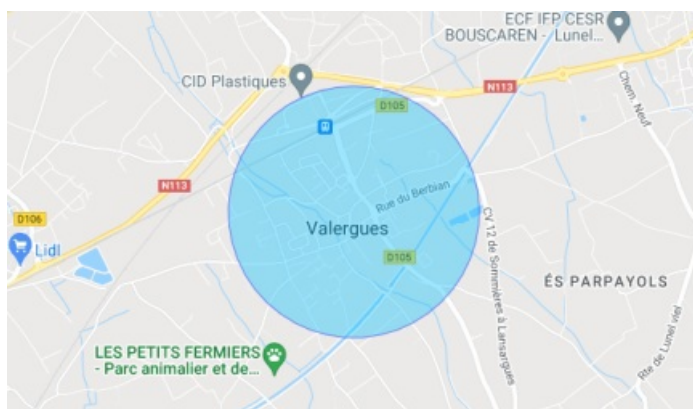 ECF IFP CESR
BOUSCAREN - Lunel...
CID Plastiques
D105
N113
Chem. Neuf
N113
Rue du Berbian
D106
Lidl
Valergues
D105
CV 12 de Sommières à Lansargues
ÉS PARPAYOLS
LES PETITS FERMIERS
- Parc animalier et de...
Rte de Lunel viel